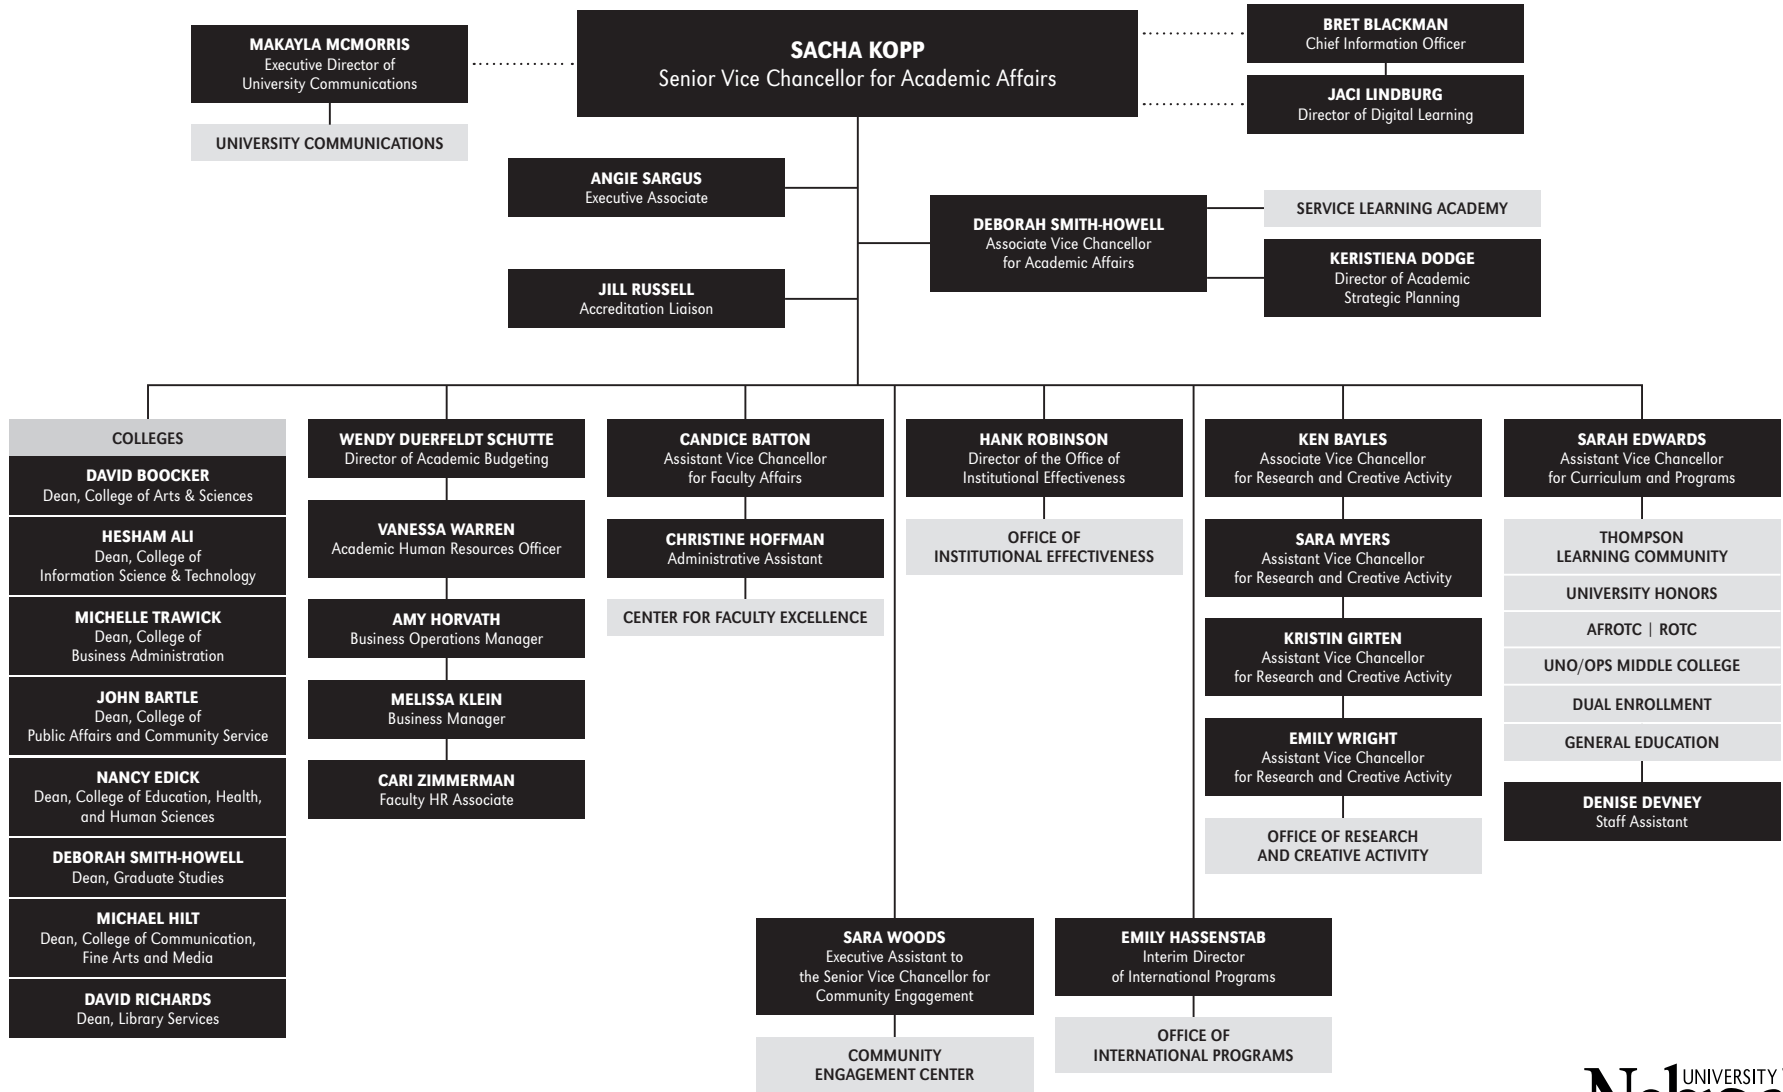 MAKAYLA MCMORRIS
Executive Director of
University Communications
UNIVERSITY COMMUNICATIONS
SACHA KOPP
Senior Vice Chancellor for Academic Affairs
BRET BLACKMAN
Chief Information Officer
JACI LINDBURG
Director of Digital Learning
ANGIE SARGUS
Executive Associate
JILL RUSSELL
Accreditation Liaison
DEBORAH SMITH-HOWELL
Associate Vice Chancellor
for Academic Affairs
SERVICE LEARNING ACADEMY
KERISTIENA DODGE
Director of Academic
Strategic Planning
COLLEGES
DAVID BOOCKER
Dean, College of Arts & Sciences
HESHAM ALI
Dean, College of
Information Science & Technology
MICHELLE TRAWICK
Dean, College of
Business Administration
JOHN BARTLE
Dean, College of
Public Affairs and Community Service
NANCY EDICK
Dean, College of Education, Health,
and Human Sciences
DEBORAH SMITH-HOWELL
Dean, Graduate Studies
MICHAEL HILT
Dean, College of Communication,
Fine Arts and Media
DAVID RICHARDS
Dean, Library Services
WENDY DUERFELDT SCHUTTE
Director of Academic Budgeting
VANESSA WARREN
Academic Human Resources Officer
AMY HORVATH
Business Operations Manager
MELISSA KLEIN
Business Manager
CARI ZIMMERMAN
Faculty HR Associate
CANDICE BATTON
Assistant Vice Chancellor
for Faculty Affairs
CHRISTINE HOFFMAN
Administrative Assistant
CENTER FOR FACULTY EXCELLENCE
SARA WOODS
Executive Assistant to
the Senior Vice Chancellor for
Community Engagement
COMMUNITY
ENGAGEMENT CENTER
HANK ROBINSON
Director of the Office of
Institutional Effectiveness
OFFICE OF
INSTITUTIONAL EFFECTIVENESS
EMILY HASSENSTAB
Interim Director
of International Programs
OFFICE OF
INTERNATIONAL PROGRAMS
KEN BAYLES
Associate Vice Chancellor
for Research and Creative Activity
SARA MYERS
Assistant Vice Chancellor
for Research and Creative Activity
KRISTIN GIRTEN
Assistant Vice Chancellor
for Research and Creative Activity
EMILY WRIGHT
Assistant Vice Chancellor
for Research and Creative Activity
OFFICE OF RESEARCH
AND CREATIVE ACTIVITY
SARAH EDWARDS
Assistant Vice Chancellor
for Curriculum and Programs
THOMPSON
LEARNING COMMUNITY
UNIVERSITY HONORS
AFROTC | ROTC
UNO/OPS MIDDLE COLLEGE
DUAL ENROLLMENT
GENERAL EDUCATION
DENISE DEVNEY
Staff Assistant
UNIVERSITY